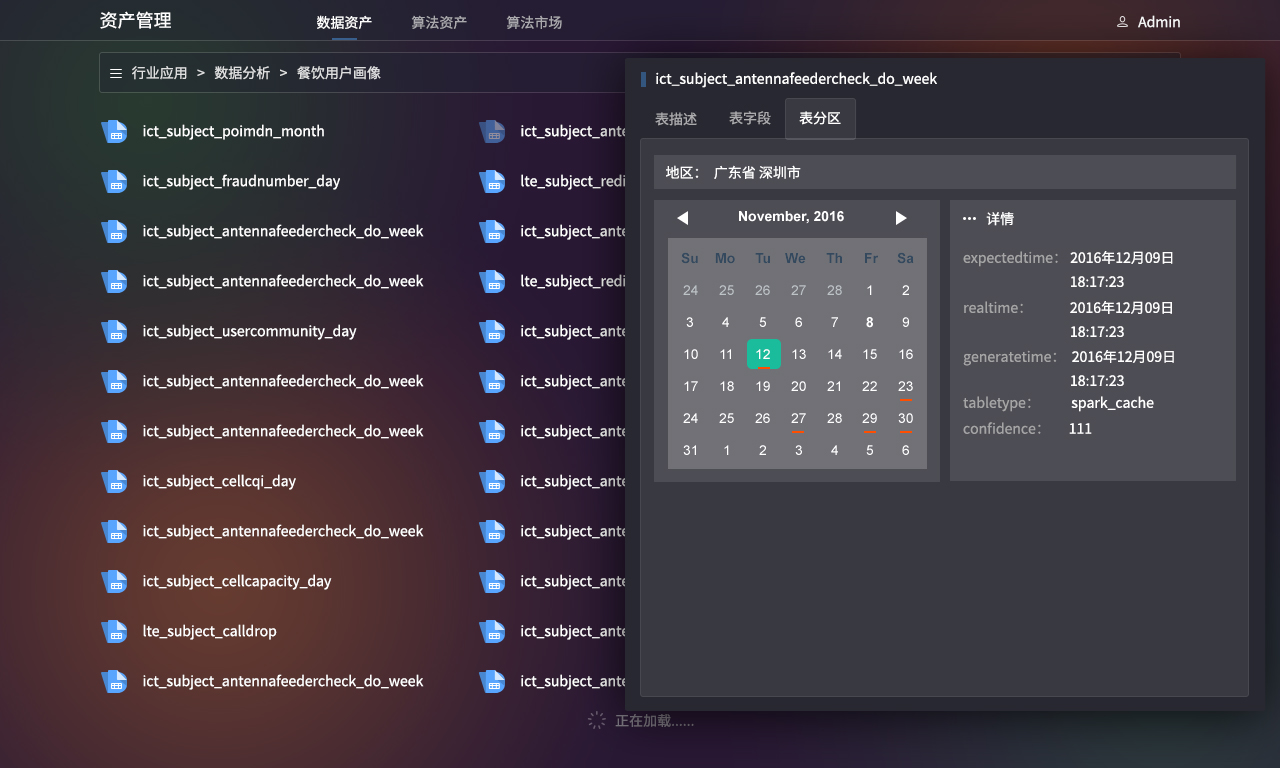 资产管理
数据资产 算法资产 算法市场
Admin
行业应用 > 数据分析 > 餐饮用户画像
ict_subject_poimdn_month
ict_subject_fraudnumber_day
ict_subject_antennafeedercheck_do_week
ict_subject_antennafeedercheck_do_week
ict_subject_usercommunity_day
ict_subject_antennafeedercheck_do_week
ict_subject_antennafeedercheck_do_week
ict_subject_cellcqi_day
ict_subject_antennafeedercheck_do_week
ict_subject_cellcapacity_day
lte_subject_calldrop
ict_subject_antennafeedercheck_do_week
ict_subject_ante
lte_subject_redi
ict_subject_ante
lte_subject_redi
ict_subject_ante
ict_subject_ante
ict_subject_ante
ict_subject_ante
ict_subject_ante
ict_subject_ante
ict_subject_ante
ict_subject_ante
正在加载......
ict_subject_antennafeedercheck_do_week
表描述 表字段 表分区
地区： 广东省 深圳市
November, 2016
Su Mo Tu We Th Fr Sa
24 25 26 27 28 1 2
3 4 5 6 7 8 9
10 11 12 13 14 15 16
17 18 19 20 21 22 23
24 25 26 27 28 29 30
31 1 2 3 4 5 6
··· 详情
expectedtime： 2016年12月09日
18:17:23
realtime： 2016年12月09日
18:17:23
generatetime： 2016年12月09日
18:17:23
tabletype： spark_cache
confidence： 111